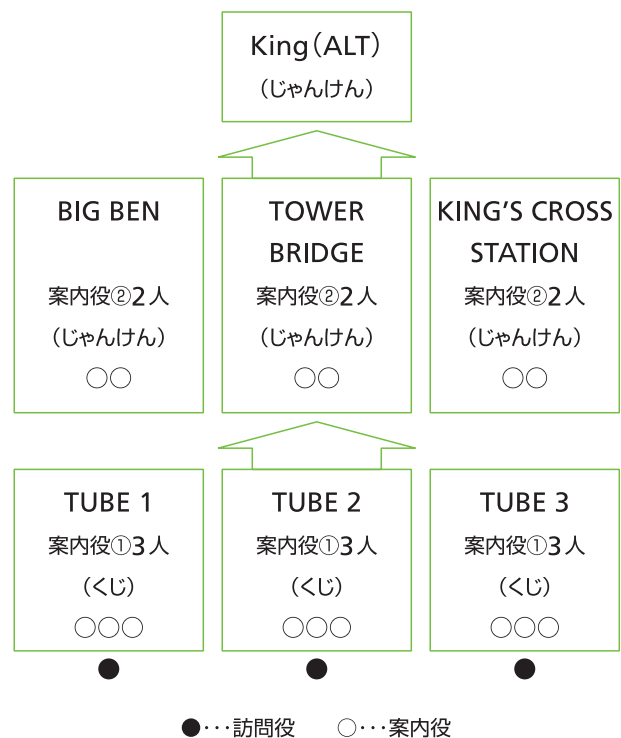 King(ALT)
(じゃんけん)
BIG BEN
案内役②2人
(じゃんけん)
○○
TOWER
BRIDGE
案内役②2人
(じゃんけん)
○○
KING'S CROSS
STATION
案内役②2人
(じゃんけん)
○○
TUBE 1
案内役①3人
(くじ)
○○○
●
TUBE 2
案内役①3人
(くじ)
○○○
●
TUBE 3
案内役①3人
(くじ)
○○○
●
●･･･訪問役 ○･･･案内役